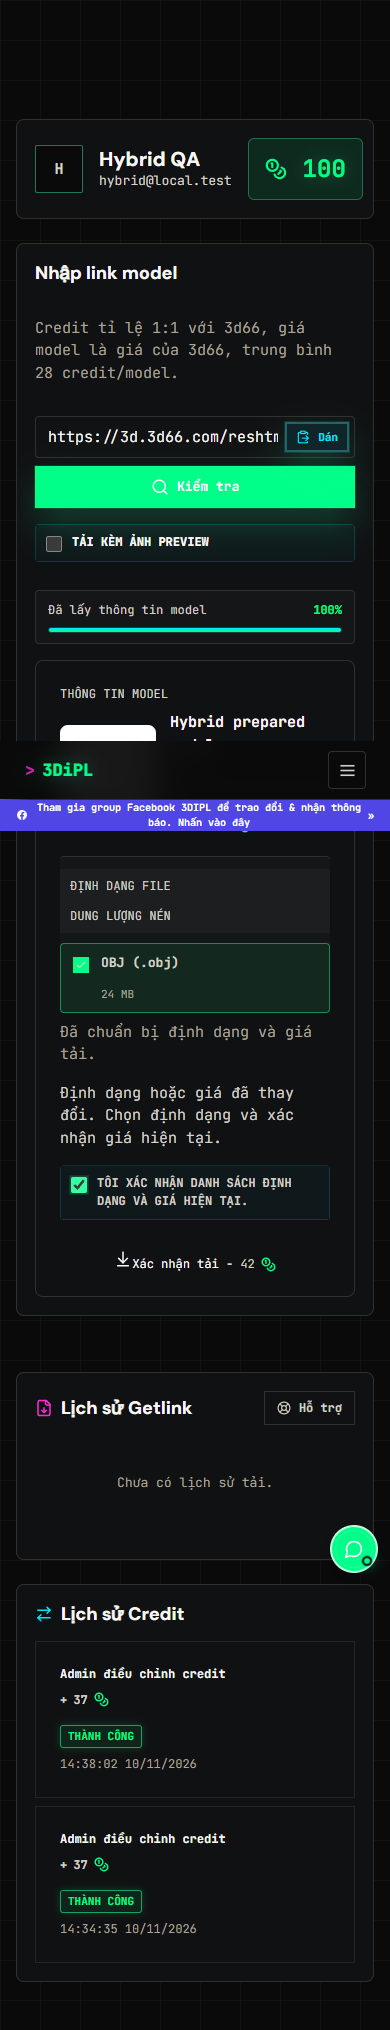 H
Hybrid QA
hybrid@local.test
100
Nhập link model
Credit tỉ lệ 1:1 với 3d66, giá
model là giá của 3d66, trung bình
28 credit/model.
https://3d.3d66.com/reshtm
Dán
Kiểm tra
TẢI KÈM ẢNH PREVIEW
Đã lấy thông tin model
100%
THÔNG TIN MODEL
Hybrid prepared
> 3DiPL
Tham gia group Facebook 3DIPL để trao đổi & nhận thông
báo. Nhấn vào đây
»
ĐỊNH DẠNG FILE
DUNG LƯỢNG NÉN
OBJ (.obj)
24 MB
Đã chuẩn bị định dạng và giá
tải.
Định dạng hoặc giá đã thay
đổi. Chọn định dạng và xác
nhận giá hiện tại.
TÔI XÁC NHẬN DANH SÁCH ĐỊNH
DẠNG VÀ GIÁ HIỆN TẠI.
Xác nhận tải - 42
Lịch sử Getlink
Hỗ trợ
Chưa có lịch sử tải.
Lịch sử Credit
Admin điều chỉnh credit
+ 37
THÀNH CÔNG
14:38:02 10/11/2026
Admin điều chỉnh credit
+ 37
THÀNH CÔNG
14:34:35 10/11/2026